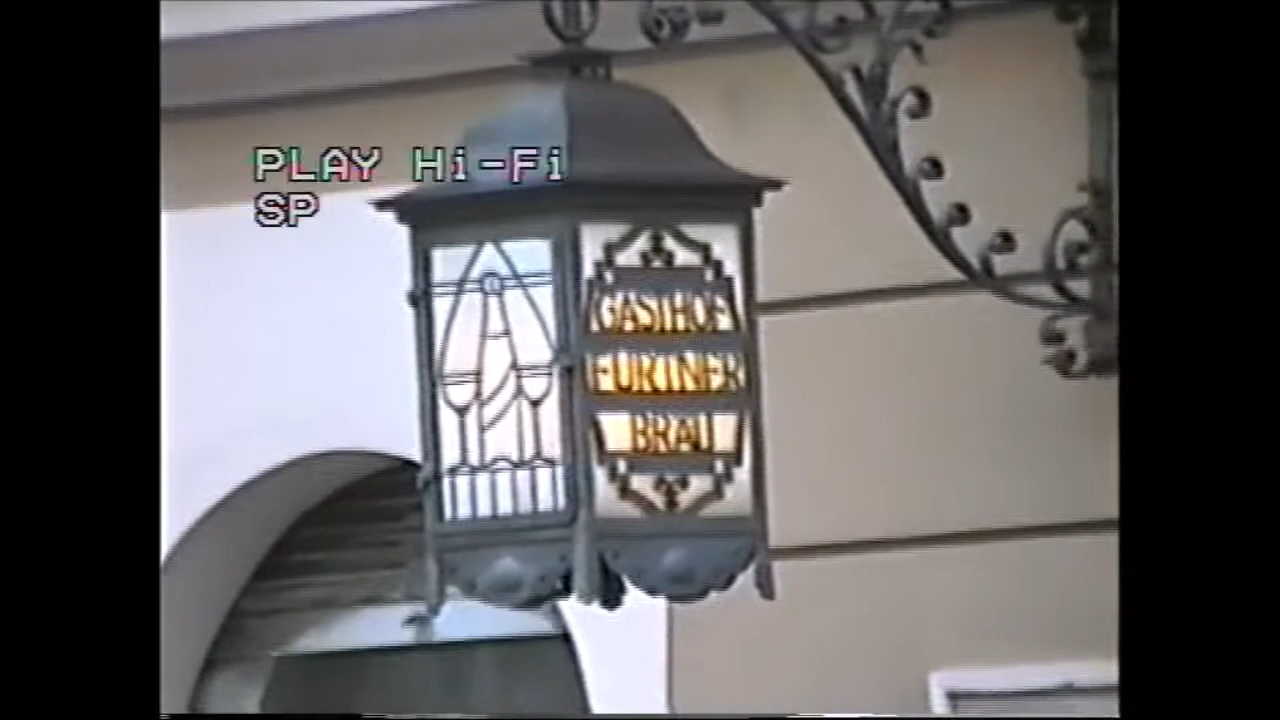 PLAY Hi-Fi
SP
GASTHOF
FURTNER
BRÄU